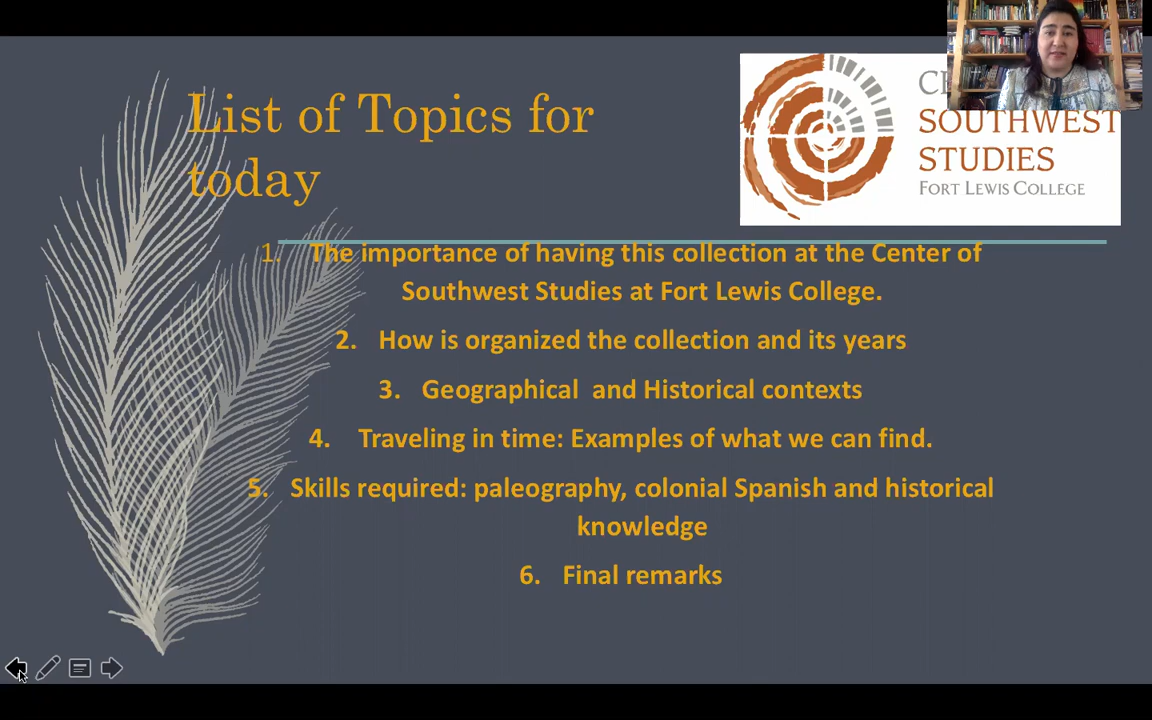 List of Topics for
today
SOUTHWEST
STUDIES
FORT LEWIS COLLEGE
1. The importance of having this collection at the Center of
Southwest Studies at Fort Lewis College.
2. How is organized the collection and its years
3. Geographical and Historical contexts
4. Traveling in time: Examples of what we can find.
5. Skills required: paleography, colonial Spanish and historical
knowledge
6. Final remarks